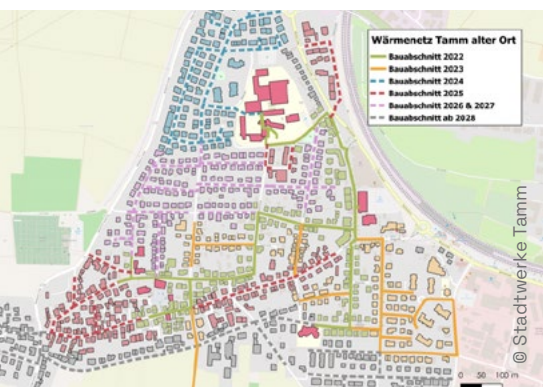 Wärmenetz Tamm alter Ort
Bauabschnitt 2022
Bauabschnitt 2023
Bauabschnitt 2024
Bauabschnitt 2025
Bauabschnitt 2026 & 2027
Bauabschnitt ab 2028
© Stadtwerke Tamm
0 50 100 m